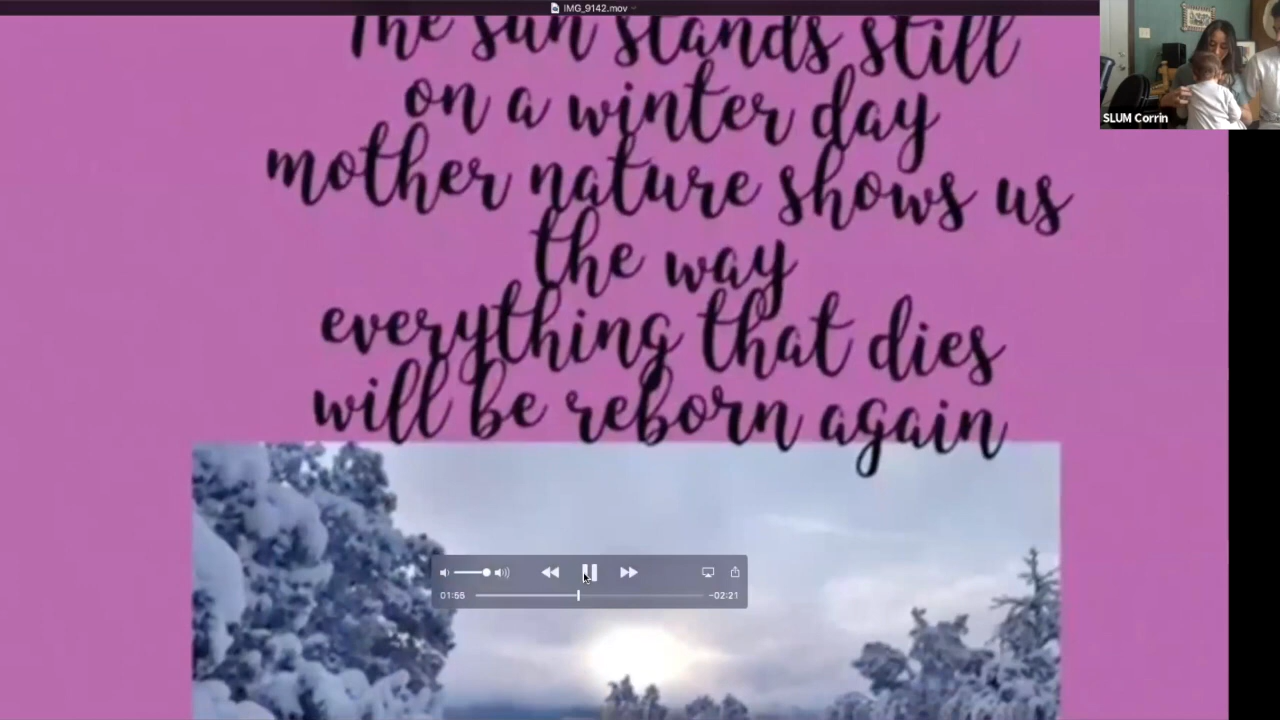 IMG_9142.mov
SLUM Corrin
The sun stands still
on a winter day
mother nature shows us
the way
everything that dies
will be reborn again
01:56
-02:21